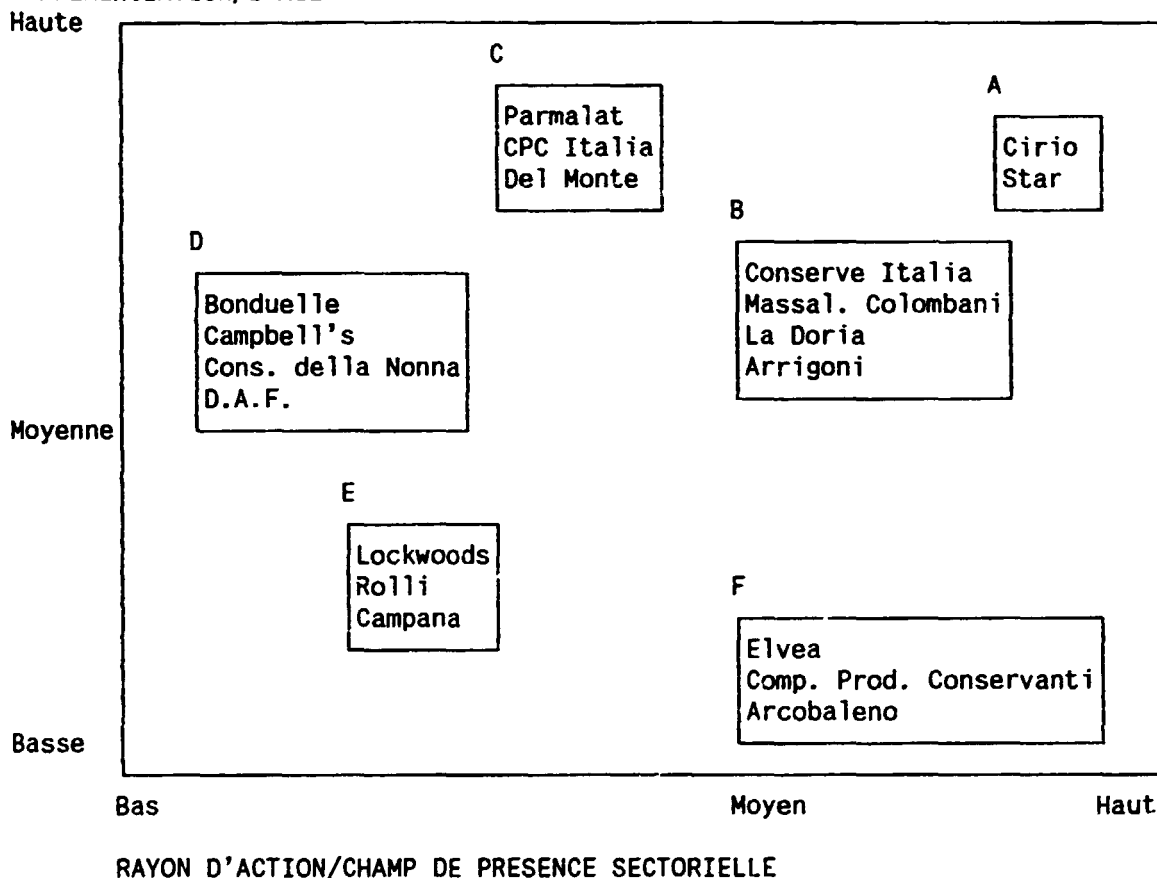 Haute
C
Parmalat
CPC Italia
Del Monte
A
Cirio
Star
B
Conserve Italia
Massal. Colombani
La Doria
Arrigoni
D
Bonduelle
Campbell's
Cons. della Nonna
D.A.F.
Moyenne
E
Lockwoods
Rolli
Campana
F
Elvea
Comp. Prod. Conservanti
Arcobaleno
Basse
Bas Moyen Haut
RAYON D'ACTION/CHAMP DE PRESENCE SECTORIELLE